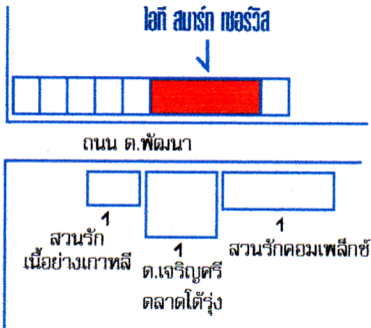 ไอที สมาร์ท เซอร์วิส
ถนน ต.พัฒนา
1
สวนรัก
เนื้อย่างเกาหลี
1
ต.เจริญศรี
ตลาดโต้รุ่ง
1
สวนรักคอมเพล็กซ์